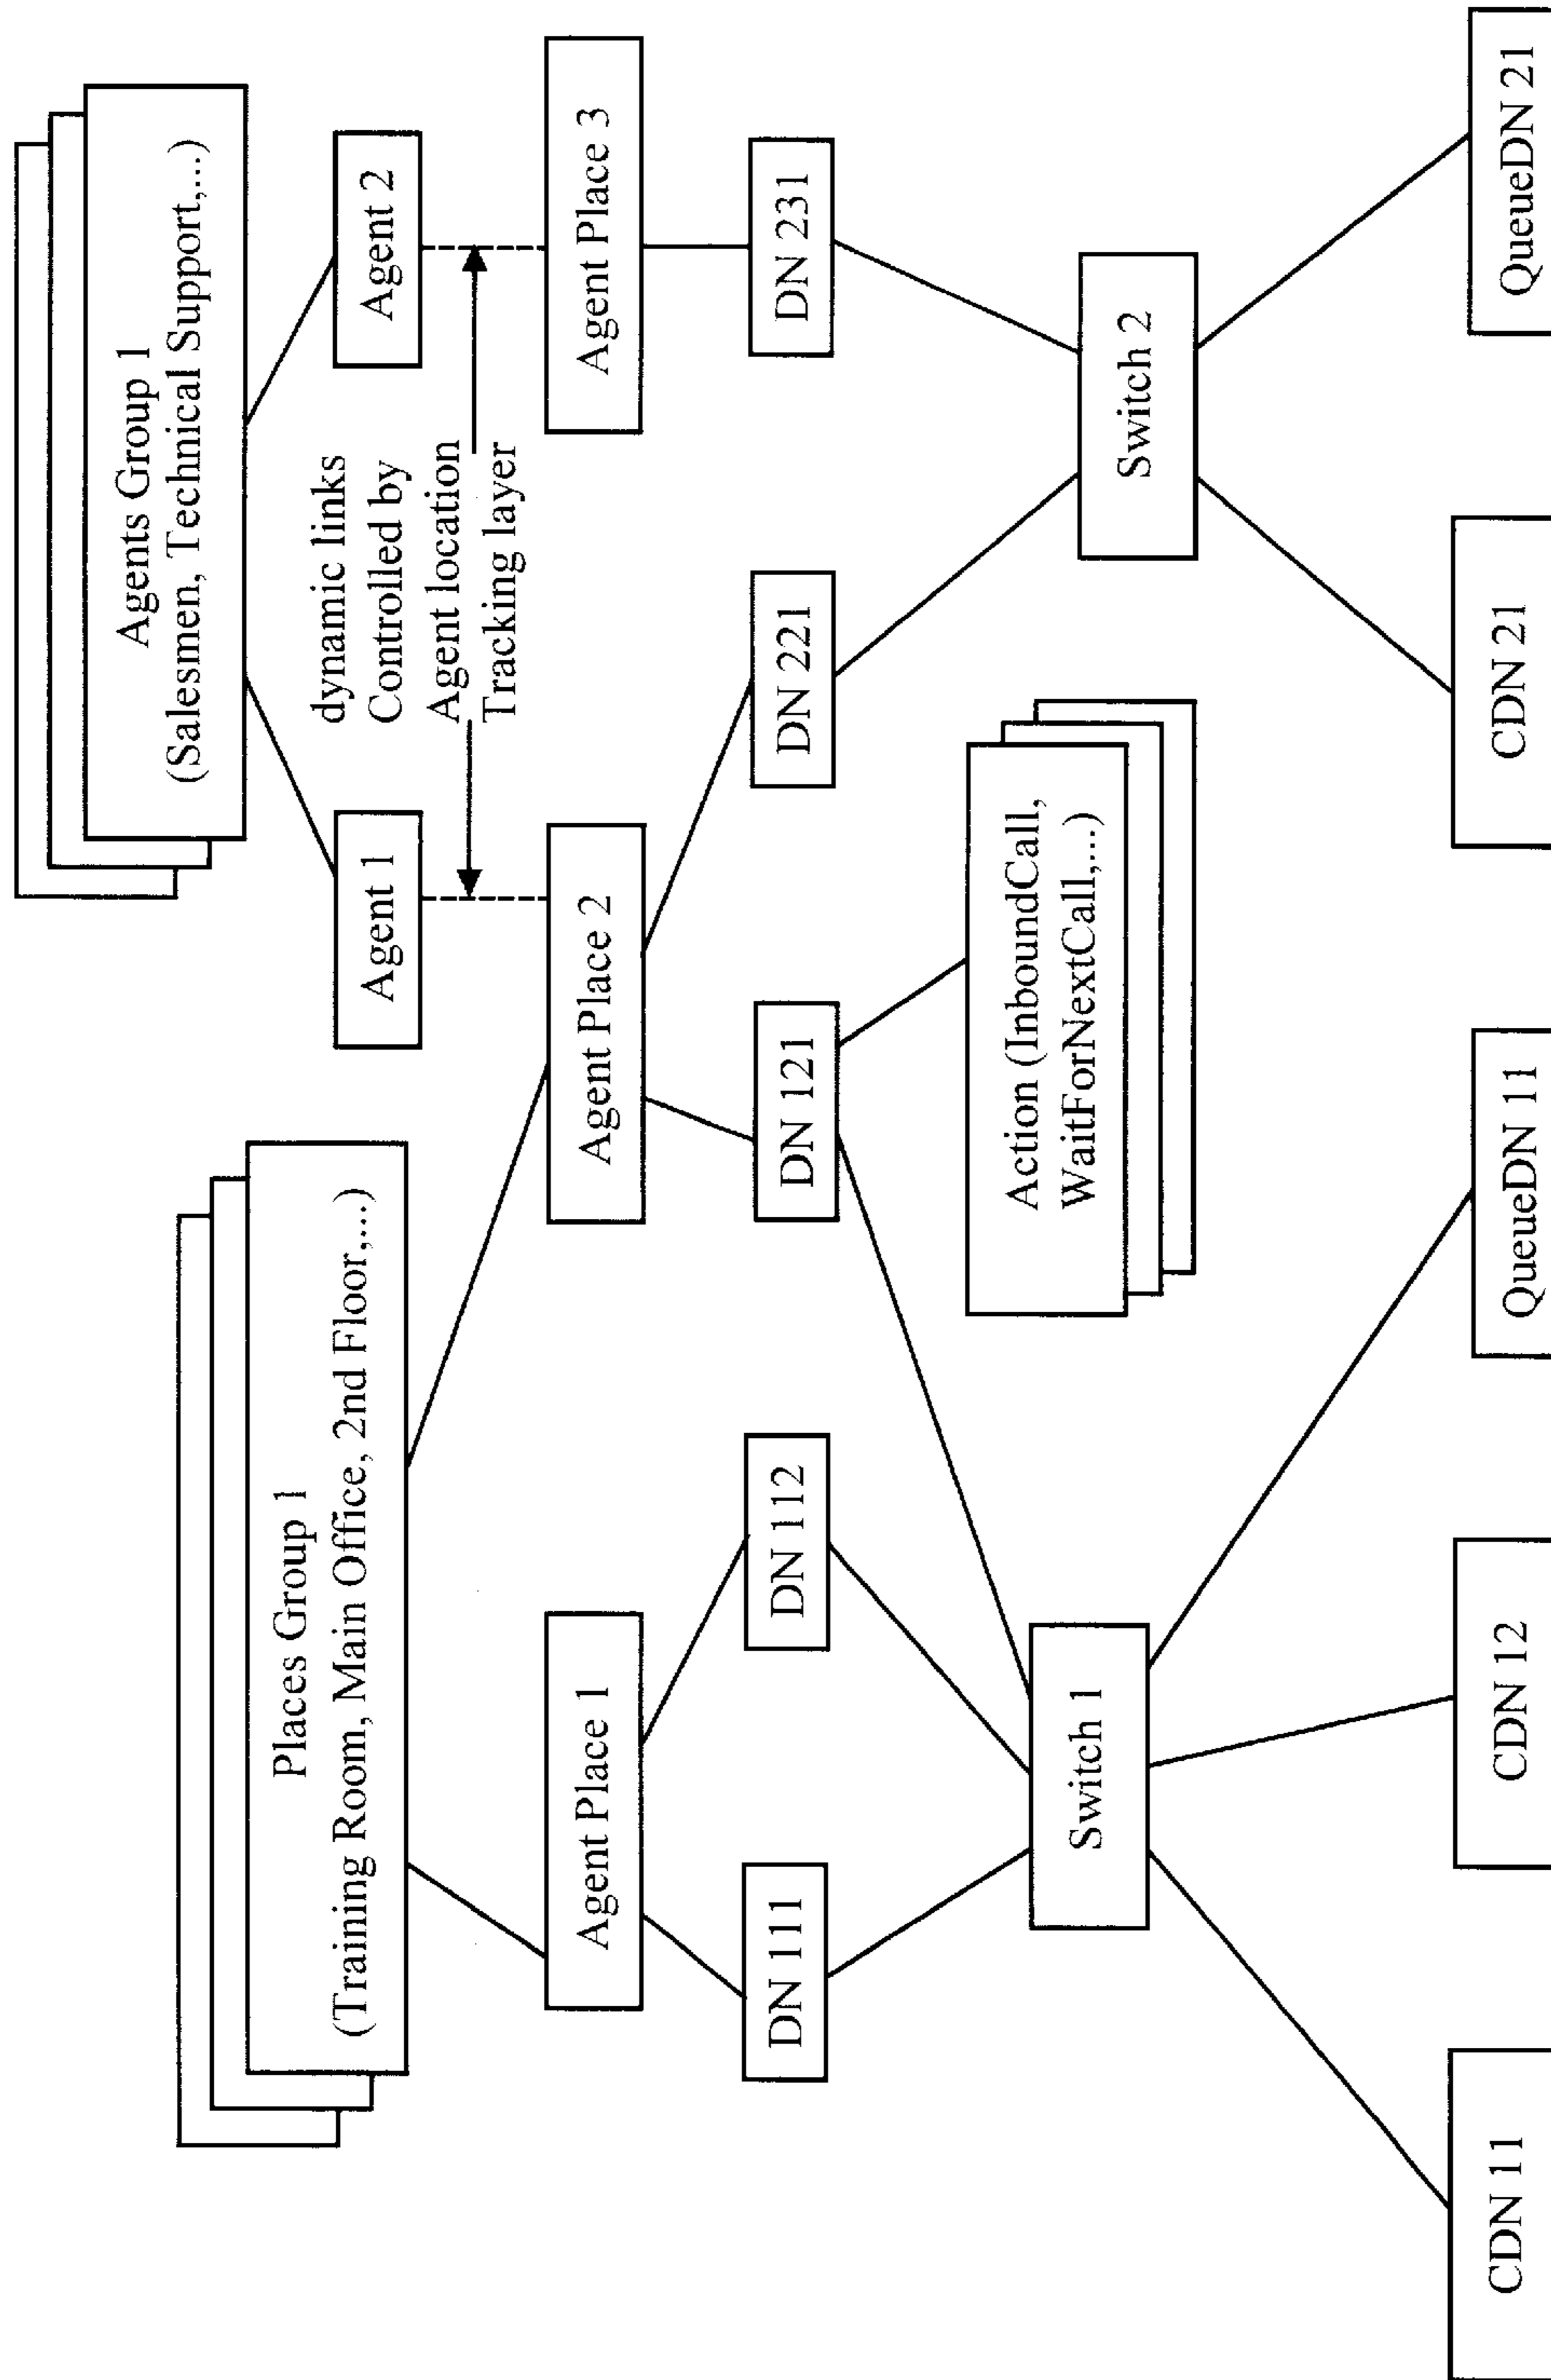 Agents Group 1
(Salesmen, Technical Support,...)
Places Group 1
(Training Room, Main Office, 2nd Floor,...)
Agent 1
Agent 2
dynamic links
Controlled by
Agent location
Tracking layer
Agent Place 1
Agent Place 2
Agent Place 3
DN 111
DN 112
DN 121
DN 221
DN 231
Action (InboundCall,
WaitForNextCall,...)
Switch 1
Switch 2
CDN 11
CDN 12
QueueDN 11
CDN 21
QueueDN 21